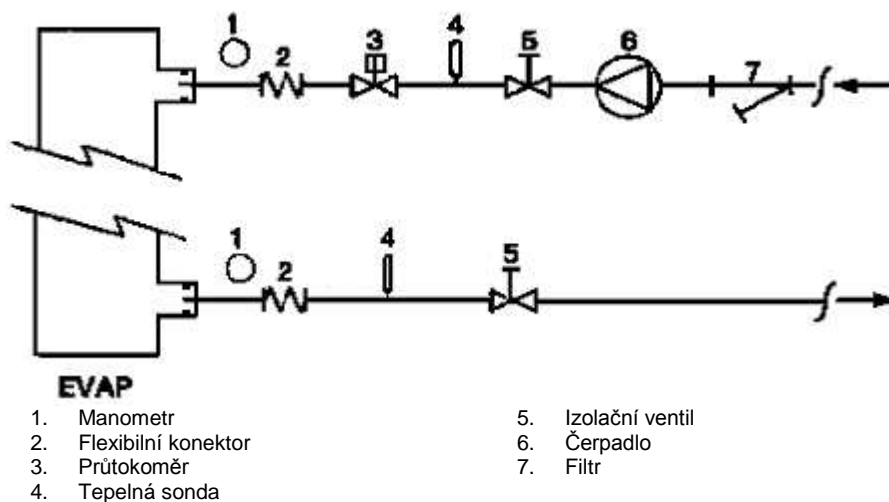 1 2 3 4 5 6 7
1 2 4 5
EVAP
1. Manometr
2. Flexibilní konektor
3. Průtokoměr
4. Tepelná sonda
5. Izolační ventil
6. Čerpadlo
7. Filtr